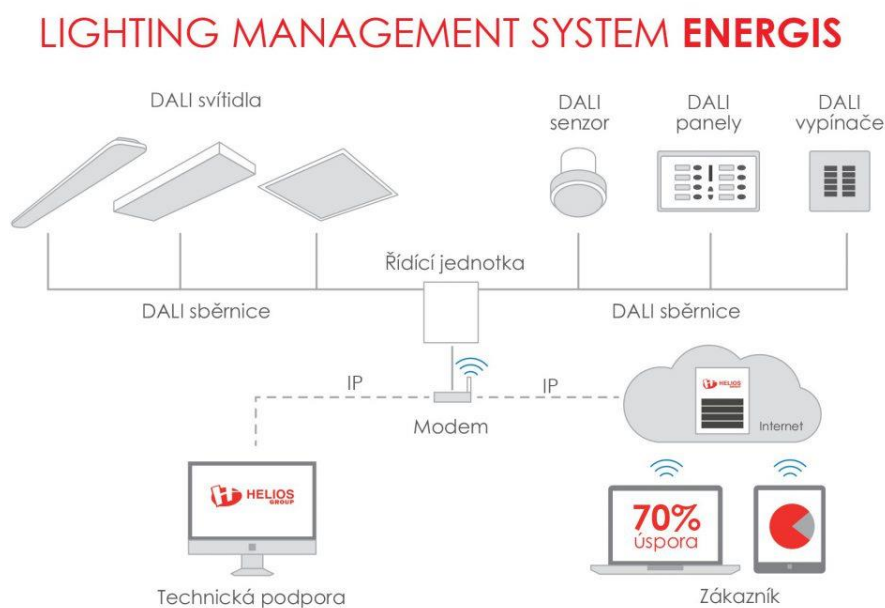 LIGHTING MANAGEMENT SYSTEM ENERGIS
DALI svítidla
DALI
senzor
DALI
panely
DALI
vypínače
Řídící jednotka
DALI sběrnice
DALI sběrnice
IP
IP
Modem
HELIOS
Internet
HELIOS
GROUP
70%
úspora
Technická podpora
Zákazník